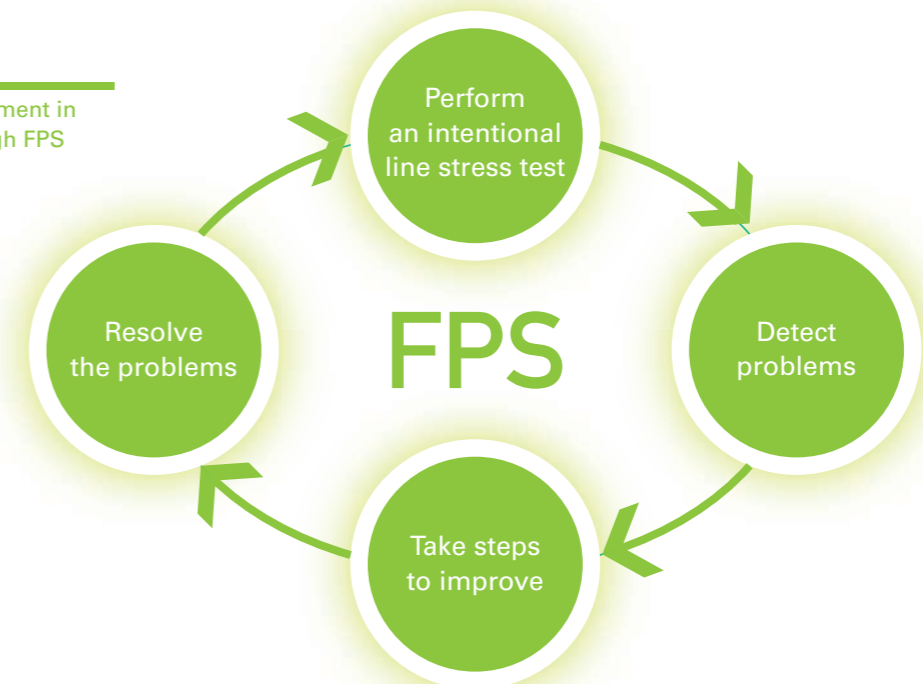 ment in
gh FPS
Perform
an intentional
line stress test
Detect
problems
Take steps
to improve
Resolve
the problems
FPS